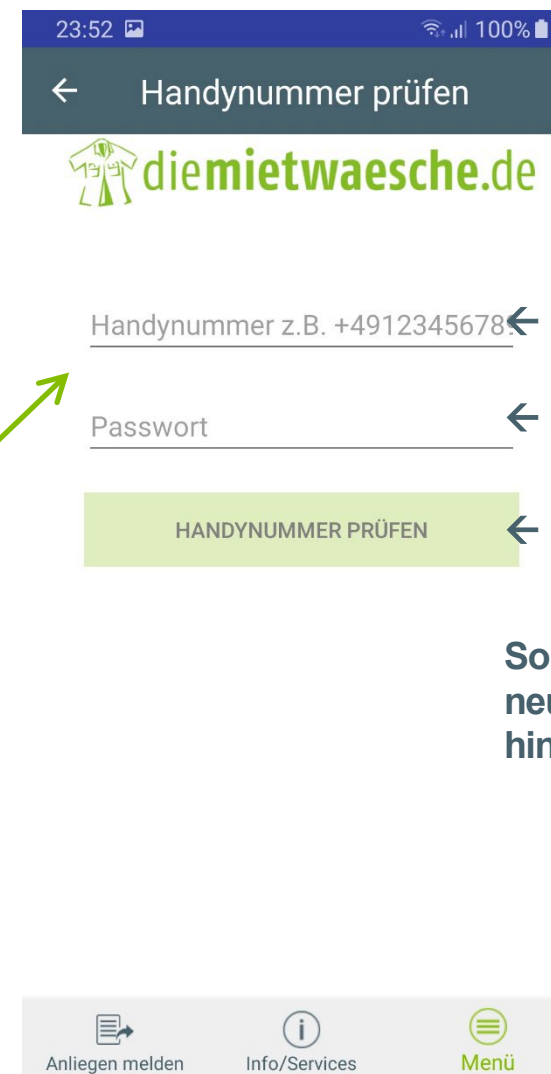 23:52 100%
Handynummer prüfen
diemietwaesche.de
Handynummer z.B. +4912345678
Passwort
HANDYNUMMER PRÜFEN
So
neu
hin
Anliegen melden Info/Services Menü